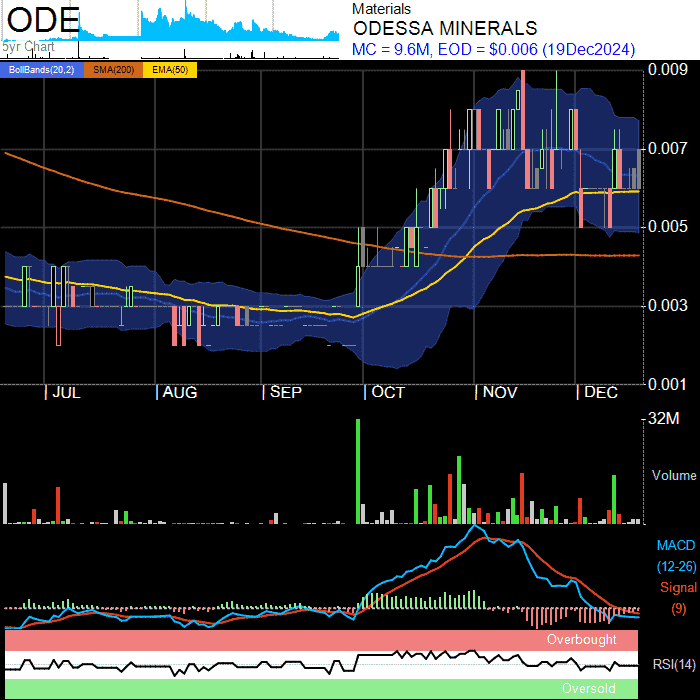 ODE
5yr Chart
Materials
ODESSA MINERALS
MC = 9.6M, EOD = $0.006 (19Dec2024)
BollBands(20,2) SMA(200) EMA(50)
0.009
0.007
0.005
0.003
0.001
JUL AUG SEP OCT NOV DEC
32M
Volume
MACD
(12-26)
Signal
(9)
Overbought
RSI(14)
Oversold